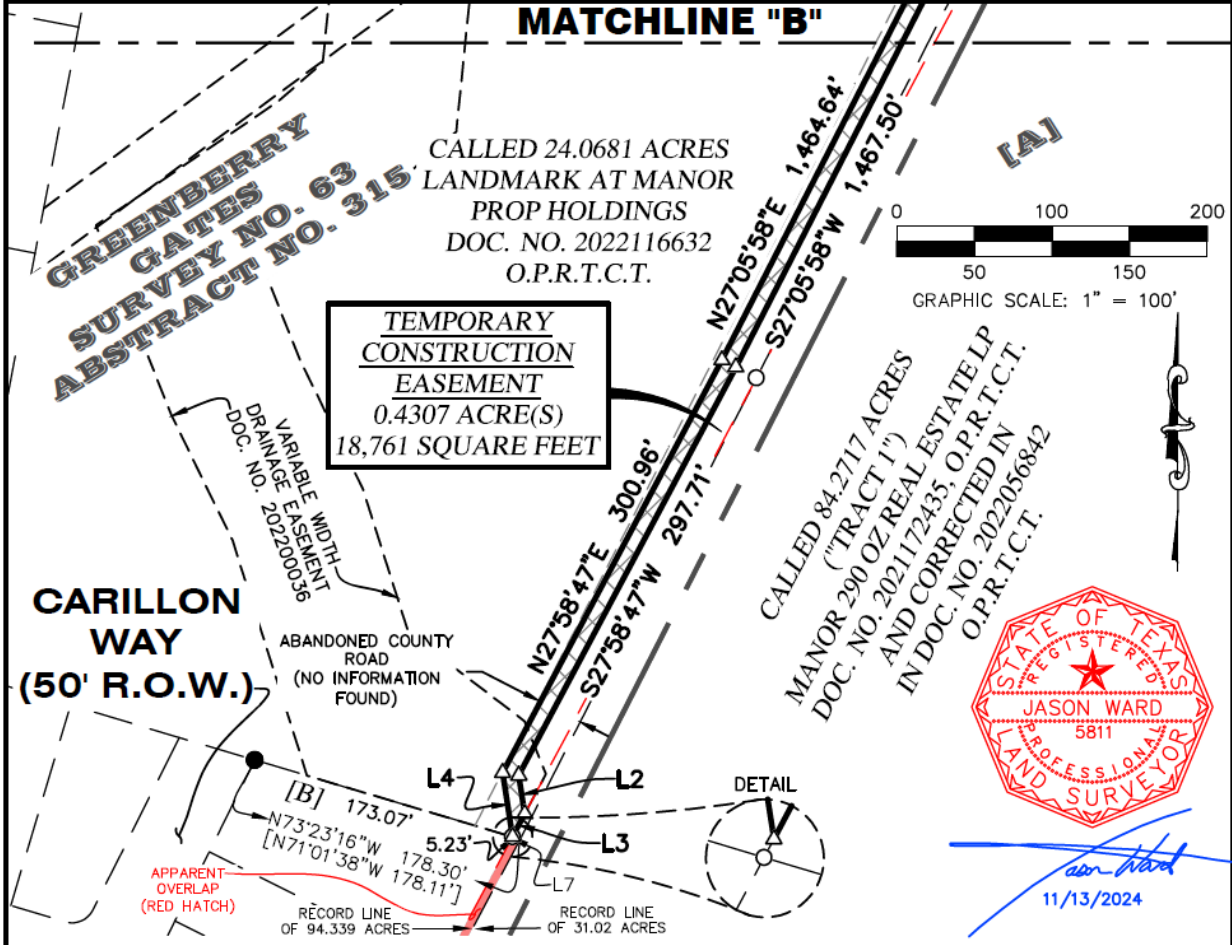 MATCHLINE "B"
GREENBERRY
GATES
SURVEY NO. 63
ABSTRACT NO. 315
CALLED 24.0681 ACRES
LANDMARK AT MANOR
PROP HOLDINGS
DOC. NO. 2022116632
O.P.R.T.C.T.
N27°05'58"E 1,464.64'
S27°05'58"W 1,467.50'
[A]
0 100 200
50 150
GRAPHIC SCALE: 1" = 100'
TEMPORARY
CONSTRUCTION
EASEMENT
0.4307 ACRE(S)
18,761 SQUARE FEET
VARIABLE WIDTH
DRAINAGE EASEMENT
DOC. NO. 202200036
N27°58'47"E 300.96'
S27°58'47"W 297.71'
CALLED 84.2717 ACRES
("TRACT 1")
MANOR 290 OZ REAL ESTATE LP
DOC. NO. 2021172435, O.P.R.T.C.T.
AND CORRECTED IN
IN DOC. NO. 2022056842
O.P.R.T.C.T.
CARILLON
WAY
(50' R.O.W.)
ABANDONED COUNTY
ROAD
(NO INFORMATION
FOUND)
STATE OF TEXAS
REGISTERED
JASON WARD
5811
PROFESSIONAL
LAND SURVEYOR
L4
L2
DETAIL
[B] 173.07'
N73°23'16"W 178.30'
[N71°01'38"W 178.11']
5.23'
L3
L7
APPARENT
OVERLAP
(RED HATCH)
RECORD LINE
OF 94.339 ACRES
RECORD LINE
OF 31.02 ACRES
Jason Ward
11/13/2024